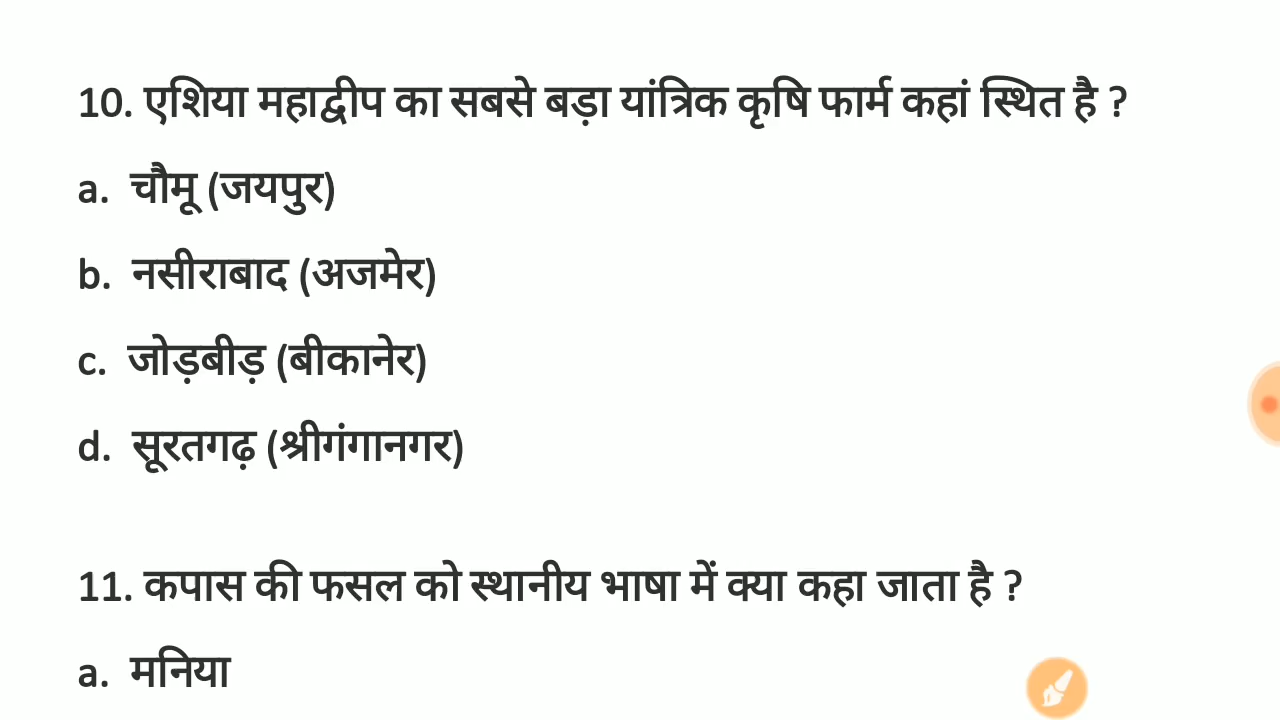 10. एशिया महाद्वीप का सबसे बड़ा यांत्रिक कृषि फार्म कहां स्थित है ?
a. चौमू (जयपुर)
b. नसीराबाद (अजमेर)
c. जोड़बीड़ (बीकानेर)
d. सूरतगढ़ (श्रीगंगानगर)
11. कपास की फसल को स्थानीय भाषा में क्या कहा जाता है ?
a. मनिया